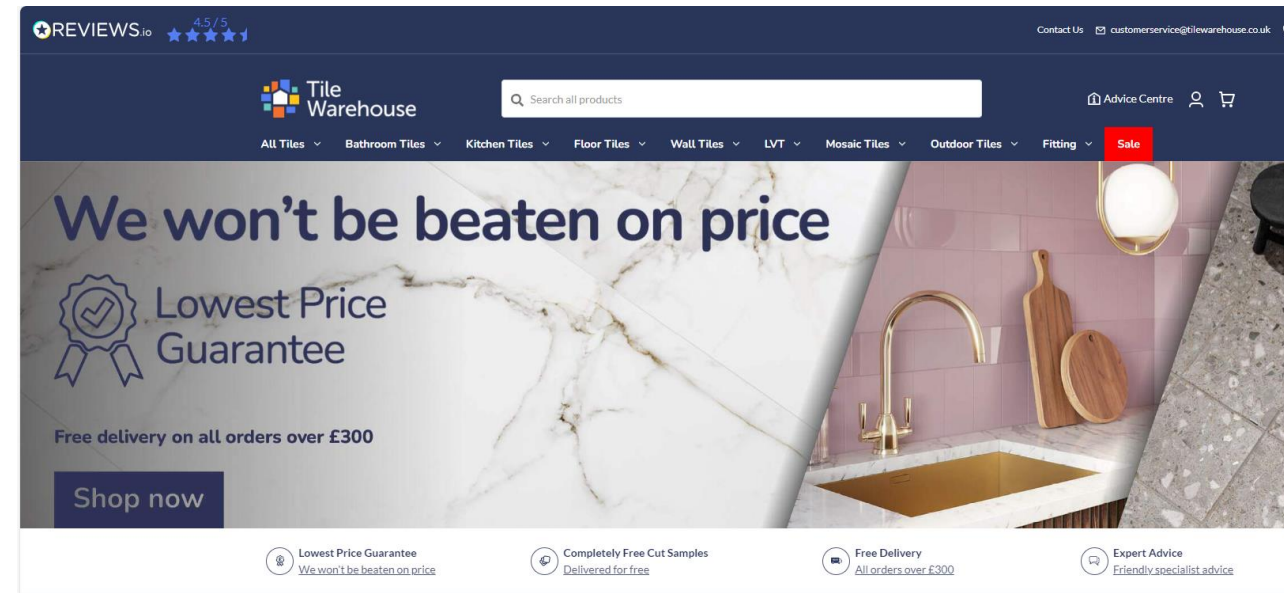 REVIEWS.io 4.5/5
Contact Us customerservice@tilewarehouse.co.uk
Tile
Warehouse
Search all products
Advice Centre
All Tiles Bathroom Tiles Kitchen Tiles Floor Tiles Wall Tiles LVT Mosaic Tiles Outdoor Tiles Fitting Sale
We won't be beaten on price
Lowest Price
Guarantee
Free delivery on all orders over £300
Shop now
Lowest Price Guarantee
We won't be beaten on price
Completely Free Cut Samples
Delivered for free
Free Delivery
All orders over £300
Expert Advice
Friendly specialist advice